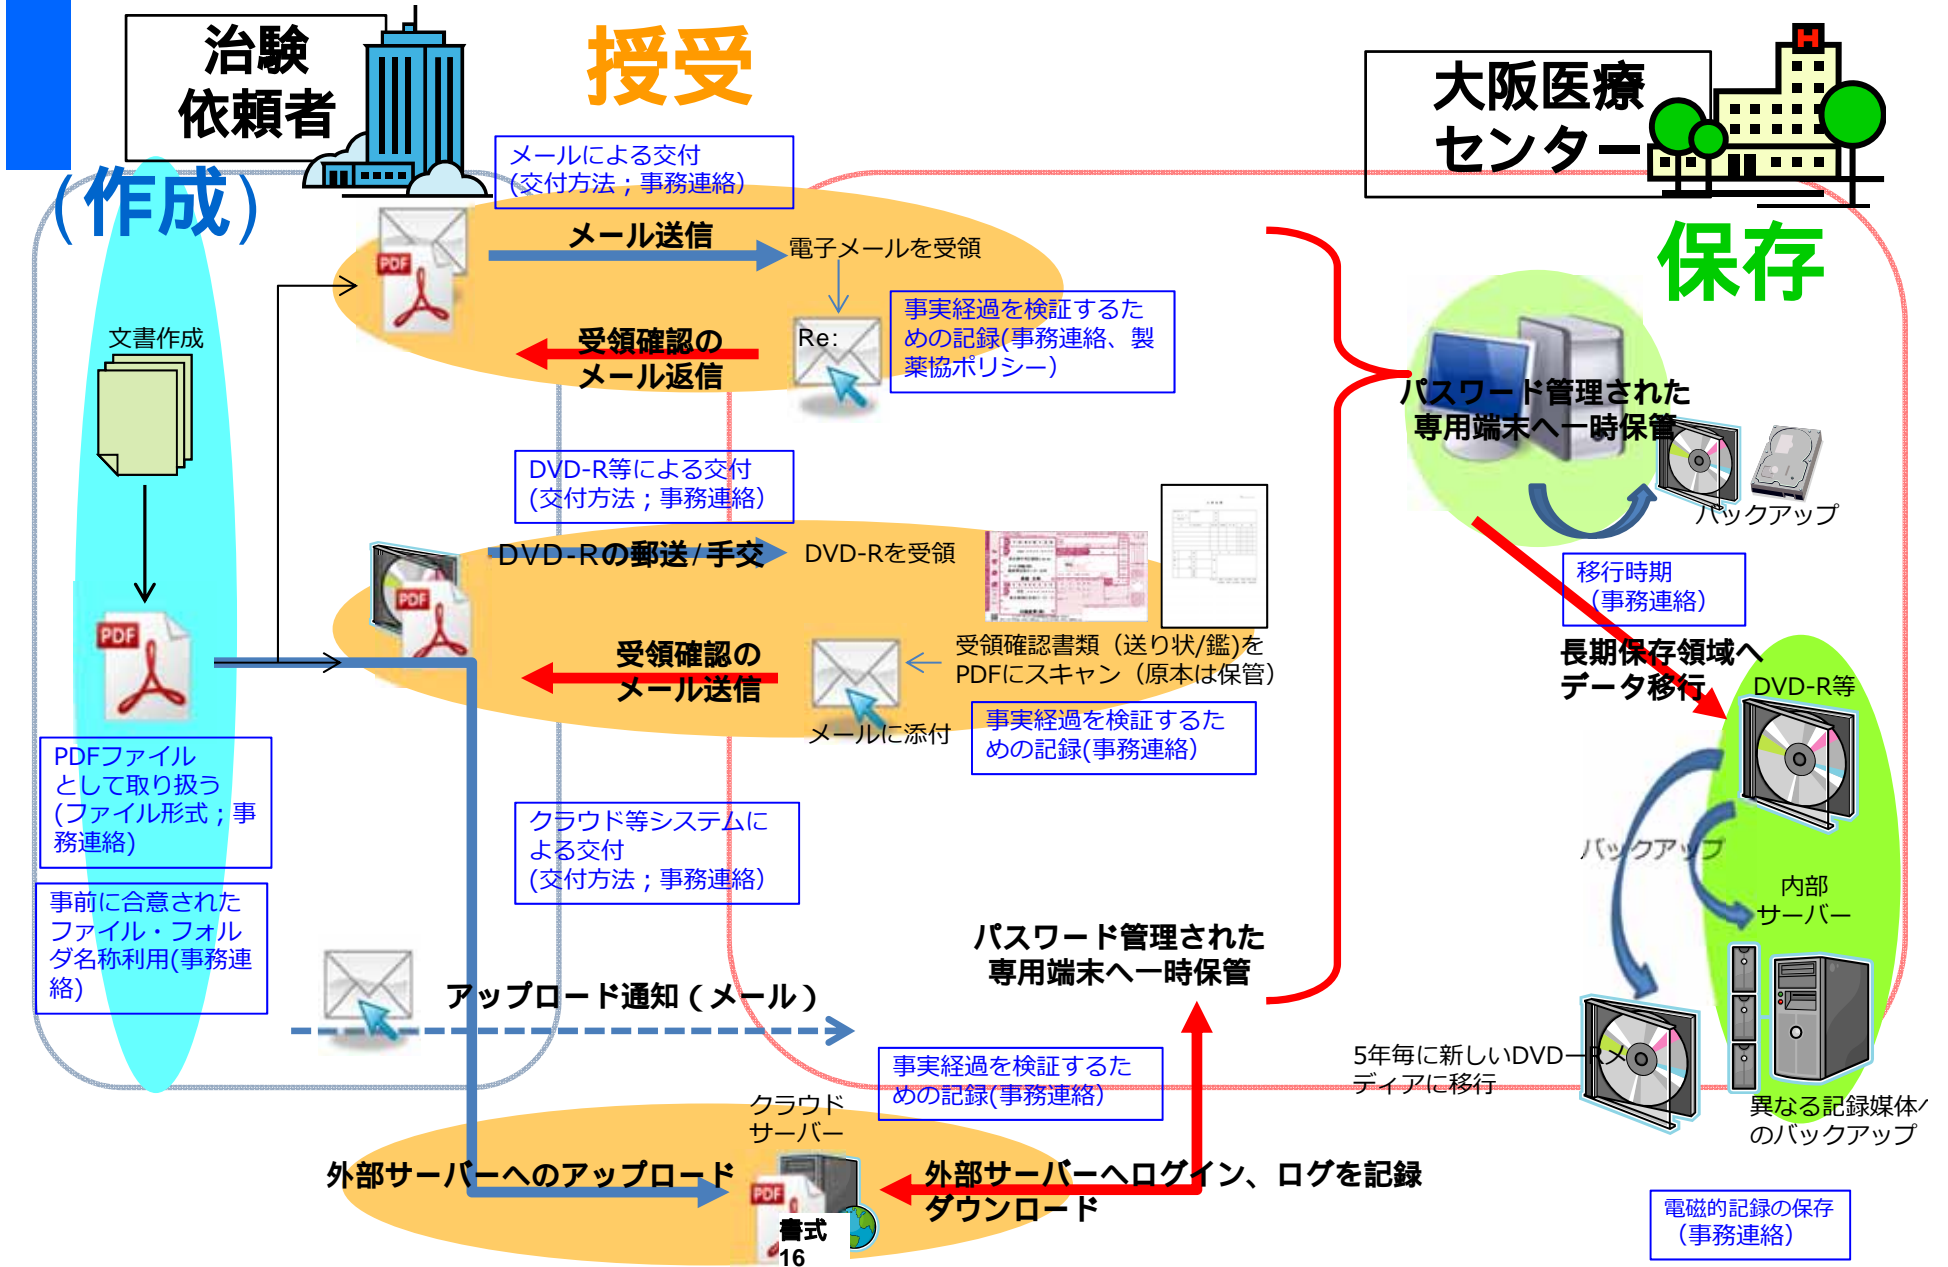 治験
依頼者
授受
大阪医療
センター
H
(作成)
保存
メールによる交付
(交付方法；事務連絡)
メール送信
電子メールを受領
PDF
事実経過を検証するた
めの記録(事務連絡、製
薬協ポリシー)
受領確認の
メール返信
Re:
文書作成
パスワード管理された
専用端末へ一時保管
バックアップ
DVD-R等による交付
(交付方法；事務連絡)
DVD-Rの郵送/手交
DVD-Rを受領
PDF
移行時期
（事務連絡）
PDF
受領確認の
メール送信
受領確認書類（送り状/鑑)を
PDFにスキャン（原本は保管）
メールに添付
事実経過を検証するた
めの記録(事務連絡)
長期保存領域へ
データ移行
DVD-R等
PDFファイル
として取り扱う
(ファイル形式；事
務連絡)
クラウド等システムに
よる交付
(交付方法；事務連絡)
バックアップ
内部
サーバー
事前に合意された
ファイル・フォル
ダ名称利用(事務連
絡)
パスワード管理された
専用端末へ一時保管
アップロード通知（メール）
事実経過を検証するた
めの記録(事務連絡)
5年毎に新しいDVD－Rメ
ディアに移行
クラウド
サーバー
異なる記録媒体へ
のバックアップ
外部サーバーへのアップロード
PDF
書式
16
外部サーバーへログイン、ログを記録
ダウンロード
電磁的記録の保存
（事務連絡）